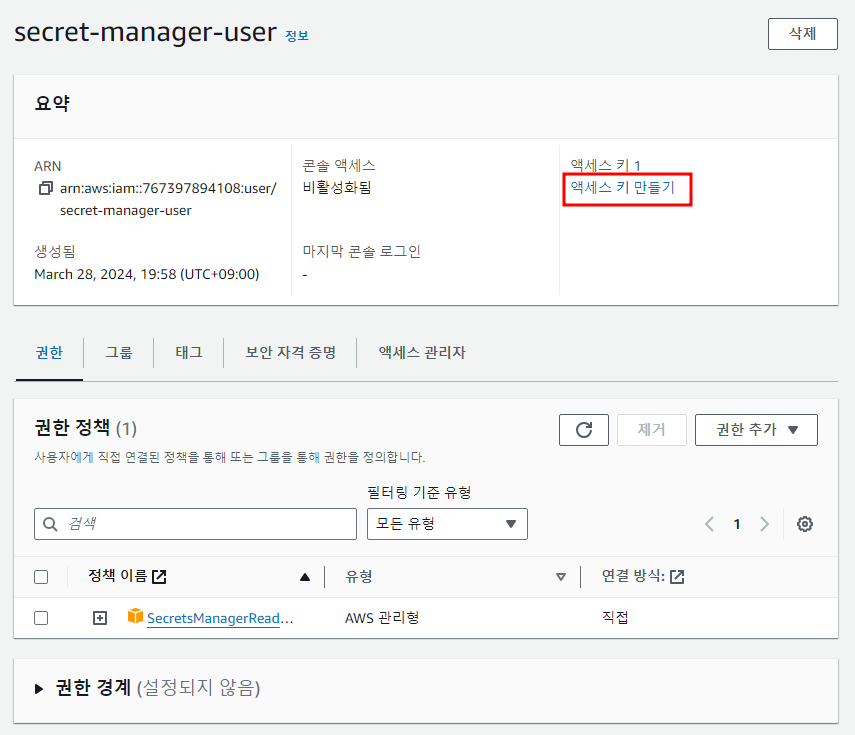 secret-manager-user 정보
삭제
요약
ARN
arn:aws:iam::767397894108:user/
secret-manager-user
콘솔 액세스
비활성화됨
액세스 키 1
액세스 키 만들기
생성됨
March 28, 2024, 19:58 (UTC+09:00)
마지막 콘솔 로그인
-
권한 그룹 태그 보안 자격 증명 액세스 관리자
권한 정책 (1)
제거
권한 추가
사용자에게 직접 연결된 정책을 통해 또는 그룹을 통해 권한을 정의합니다.
필터링 기준 유형
검색
모든 유형
1
정책 이름 유형 연결 방식:
SecretsManagerRead... AWS 관리형 직접
권한 경계 (설정되지 않음)